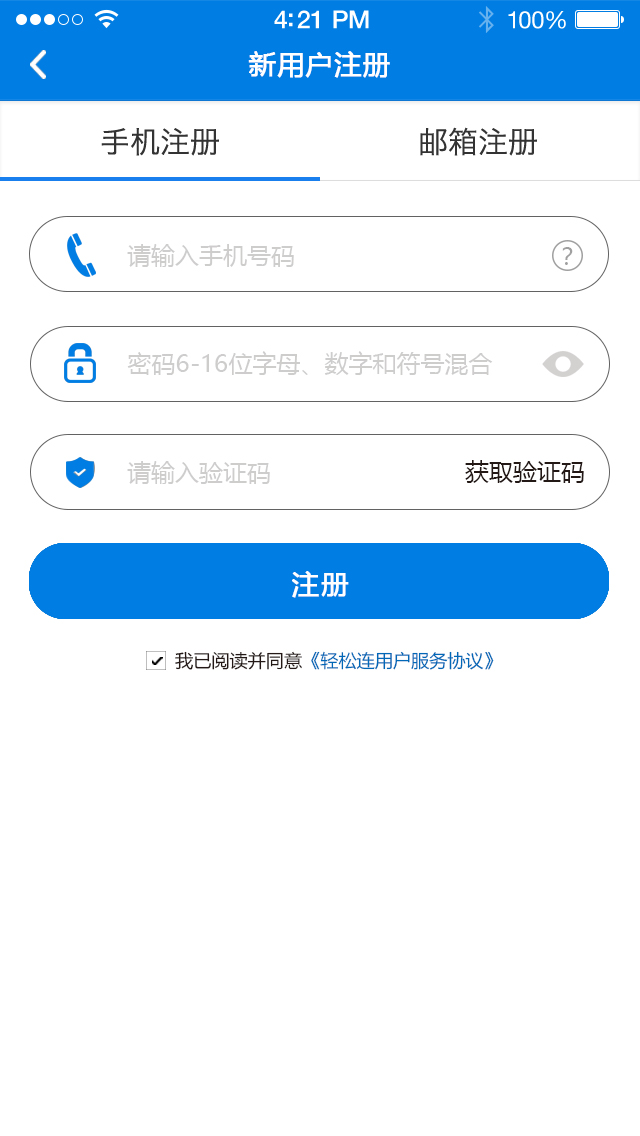 4:21 PM 100%
新用户注册
手机注册 邮箱注册
请输入手机号码 ?
密码6-16位字母、数字和符号混合
请输入验证码 获取验证码
注册
我已阅读并同意《轻松连用户服务协议》